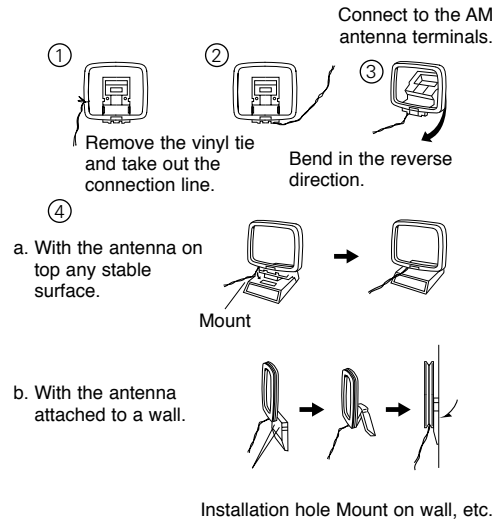 Connect to the AM
antenna terminals.
1
2
3
Remove the vinyl tie
and take out the
connection line.
Bend in the reverse
direction.
4
a. With the antenna on
top any stable
surface.
Mount
b. With the antenna
attached to a wall.
Installation hole Mount on wall, etc.